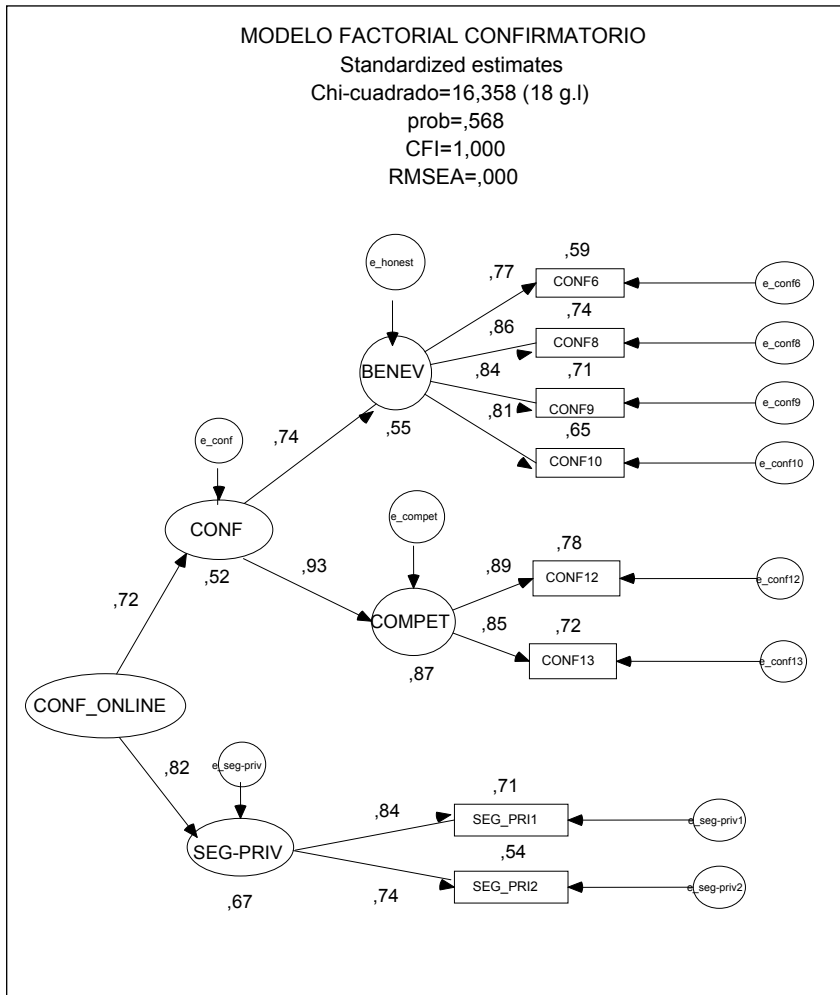 MODELO FACTORIAL CONFIRMATORIO
Standardized estimates
Chi-cuadrado=16,358 (18 g.l)
prob=,568
CFI=1,000
RMSEA=,000
e_honest
,59
,77
CONF6
e_conf6
,74
,86
CONF8
e_conf8
BENEV
,84
,71
CONF9
e_conf9
,81
,65
,55
CONF10
e_conf10
e_conf
,74
CONF
,52
e_compet
,93
,78
,89
CONF12
e_conf12
,72
COMPET
,85
,72
CONF13
e_conf13
,87
CONF_ONLINE
,82
e_seg-priv
,71
,84
SEG_PRI1
e_seg-priv1
SEG-PRIV
,54
,74
SEG_PRI2
e_seg-priv2
,67